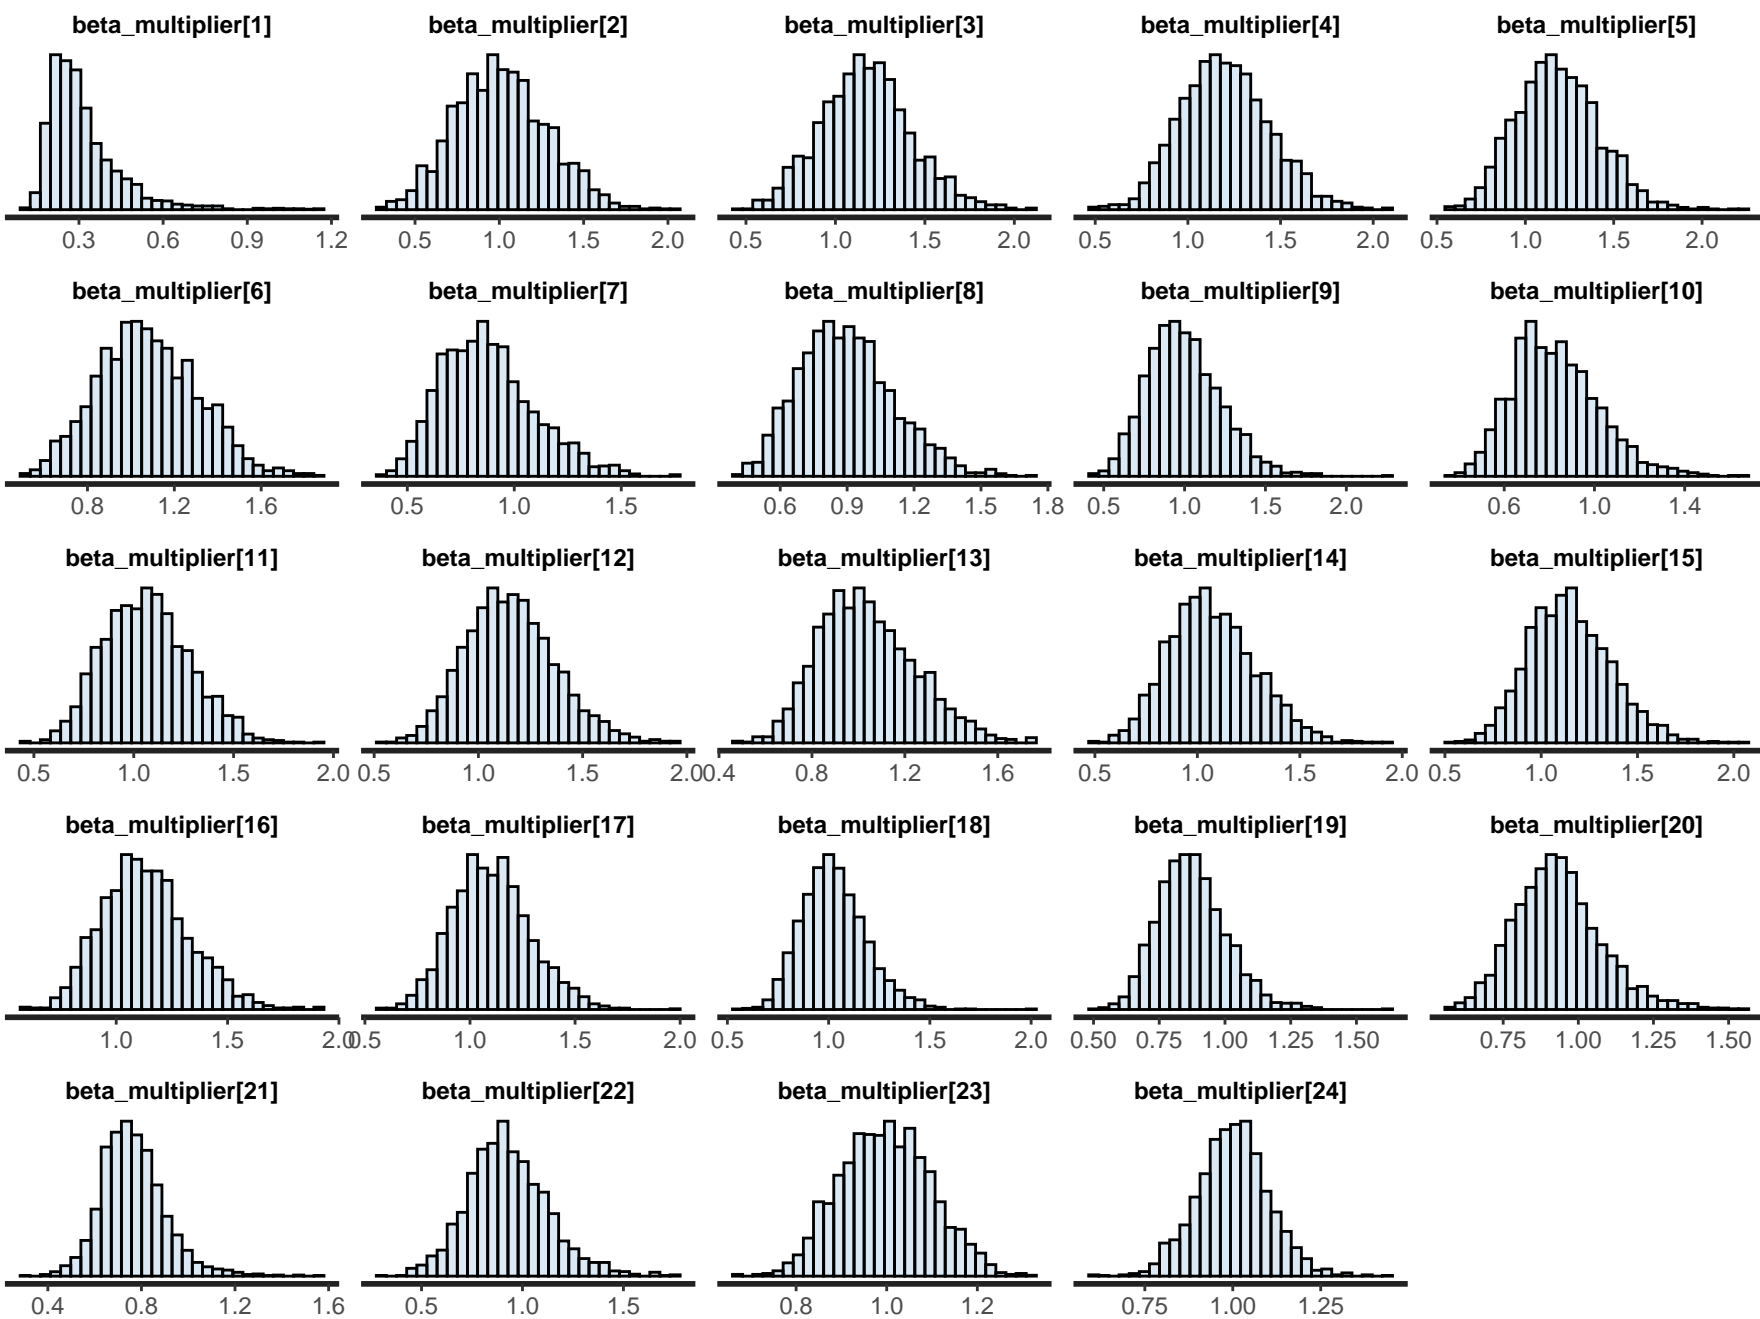 beta_multiplier[1] beta_multiplier[2] beta_multiplier[3] beta_multiplier[4] beta_multiplier[5]
0.3 0.6 0.9 1.2 0.5 1.0 1.5 2.0 0.5 1.0 1.5 2.0 0.5 1.0 1.5 2.0 0.5 1.0 1.5 2.0
beta_multiplier[6] beta_multiplier[7] beta_multiplier[8] beta_multiplier[9] beta_multiplier[10]
0.8 1.2 1.6 0.5 1.0 1.5 0.6 0.9 1.2 1.5 1.8 0.5 1.0 1.5 2.0 0.6 1.0 1.4
beta_multiplier[11] beta_multiplier[12] beta_multiplier[13] beta_multiplier[14] beta_multiplier[15]
0.5 1.0 1.5 2.0 0.5 1.0 1.5 2.0 0.4 0.8 1.2 1.6 0.5 1.0 1.5 2.0 0.5 1.0 1.5 2.0
beta_multiplier[16] beta_multiplier[17] beta_multiplier[18] beta_multiplier[19] beta_multiplier[20]
1.0 1.5 2.0 0.5 1.0 1.5 2.0 0.5 1.0 1.5 2.0 0.50 0.75 1.00 1.25 1.50 0.75 1.00 1.25 1.50
beta_multiplier[21] beta_multiplier[22] beta_multiplier[23] beta_multiplier[24]
0.4 0.8 1.2 1.6 0.5 1.0 1.5 0.8 1.0 1.2 0.75 1.00 1.25